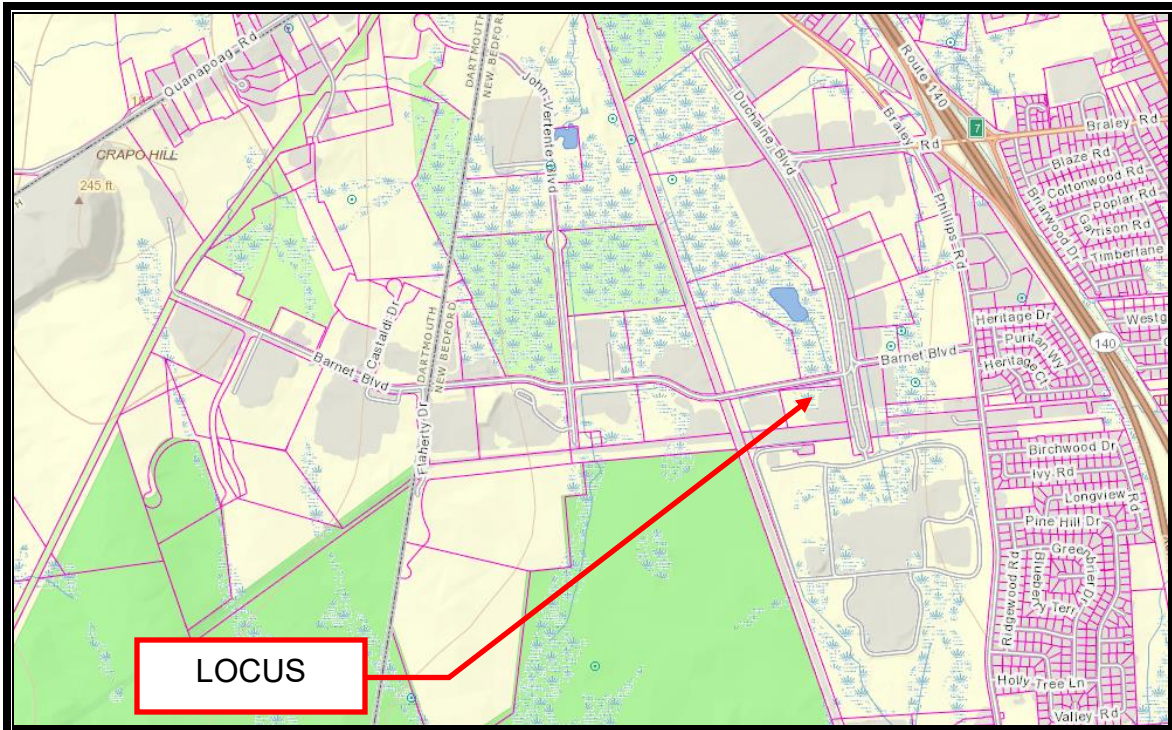 Quanapoag Rd
CRAPO HILL
245 ft.
DARTMOUTH
NEW BEDFORD
John Vertente Blvd
Duchaine Blvd
Braley Rd
Route 140
7
Braley Rd
Blaze Rd
Cottonwood Rd
Poplar Rd
Garrison Rd
Timberlane
Briarwood Dr
Phillips Rd
Castaldi Dr
DARTMOUTH
NEW BEDFORD
Barnet Blvd
Flaherty Dr
Barnet Blvd
Heritage Dr
Puritan Wy
Heritage Ct
Westg
140
Birchwood Dr
Ivy Rd
Longview
Rd
Pine Hill Dr
Greenbrier Dr
Blueberry Terr
Ridgewood Rd
Holly Tree Ln
Valley Rd
LOCUS